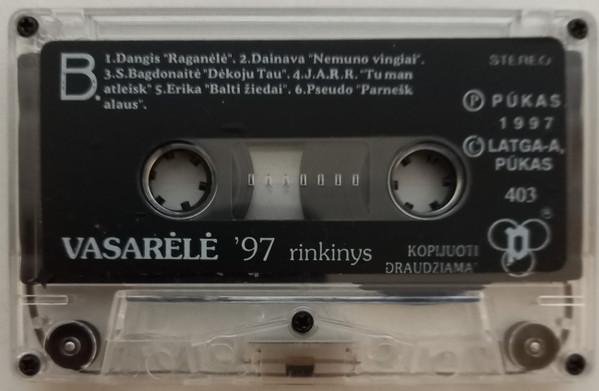 B.
1.Dangis "Raganėlė". 2.Dainava "Nemuno vingiai".
3.S.Bagdonaitė "Dėkoju Tau". 4.J.A.R.R. "Tu man
atleisk" 5.Erika "Balti žiedai". 6.Pseudo "Parnešk
alaus".
STEREO
Ⓟ PŪKAS
1997
© LATGA-A,
PŪKAS
403
VASARĖLĖ '97 rinkinys
KOPIJUOTI
DRAUDŽIAMA
p
®